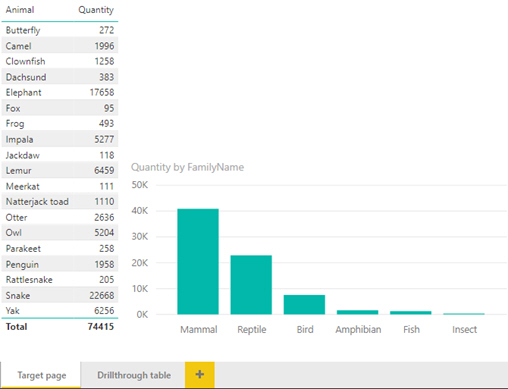 Animal Quantity
Butterfly 272
Camel 1996
Clownfish 1258
Dachsund 383
Elephant 17658
Fox 95
Frog 493
Impala 5277
Jackdaw 118
Lemur 6459
Meerkat 111
Natterjack toad 1110
Otter 2636
Owl 5204
Parakeet 258
Penguin 1958
Rattlesnake 205
Snake 22668
Yak 6256
Total 74415
Quantity by FamilyName
50K
40K
30K
20K
10K
0K
Mammal Reptile Bird Amphibian Fish Insect
Target page Drillthrough table +